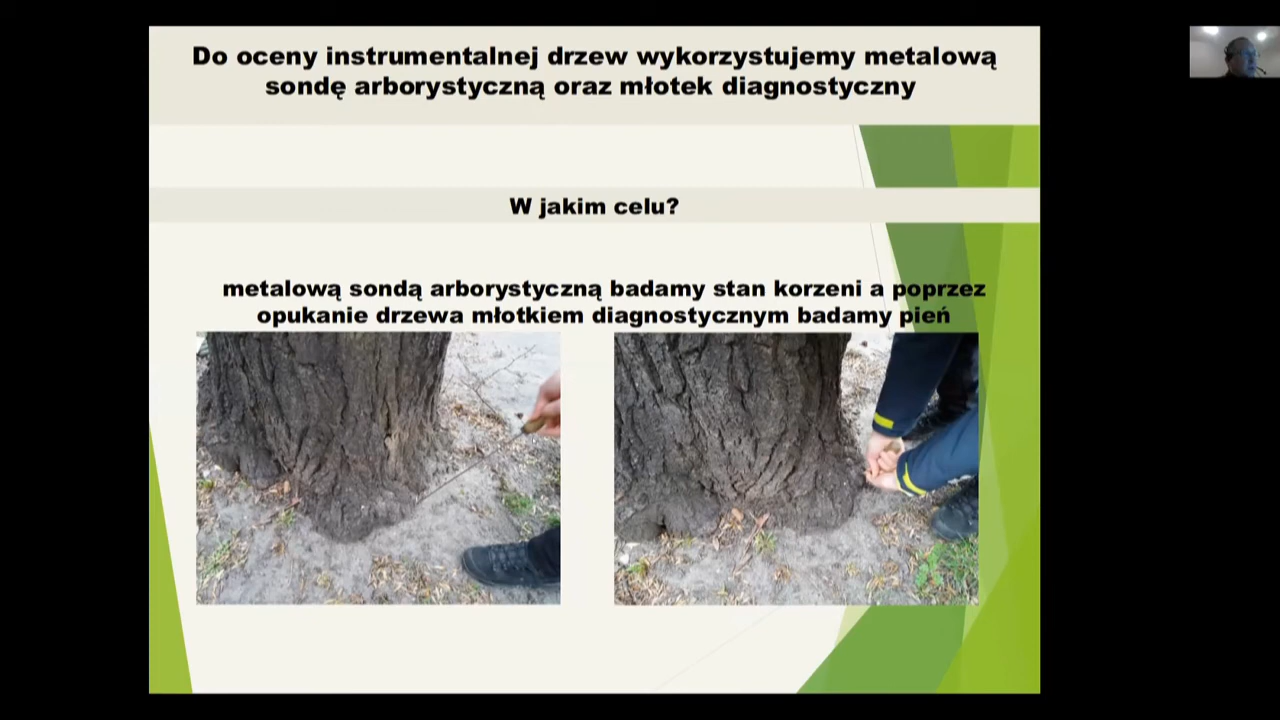 Do oceny instrumentalnej drzew wykorzystujemy metalową
sondę arborystyczną oraz młotek diagnostyczny
W jakim celu?
metalową sondą arborystyczną badamy stan korzeni a poprzez
opukanie drzewa młotkiem diagnostycznym badamy pień